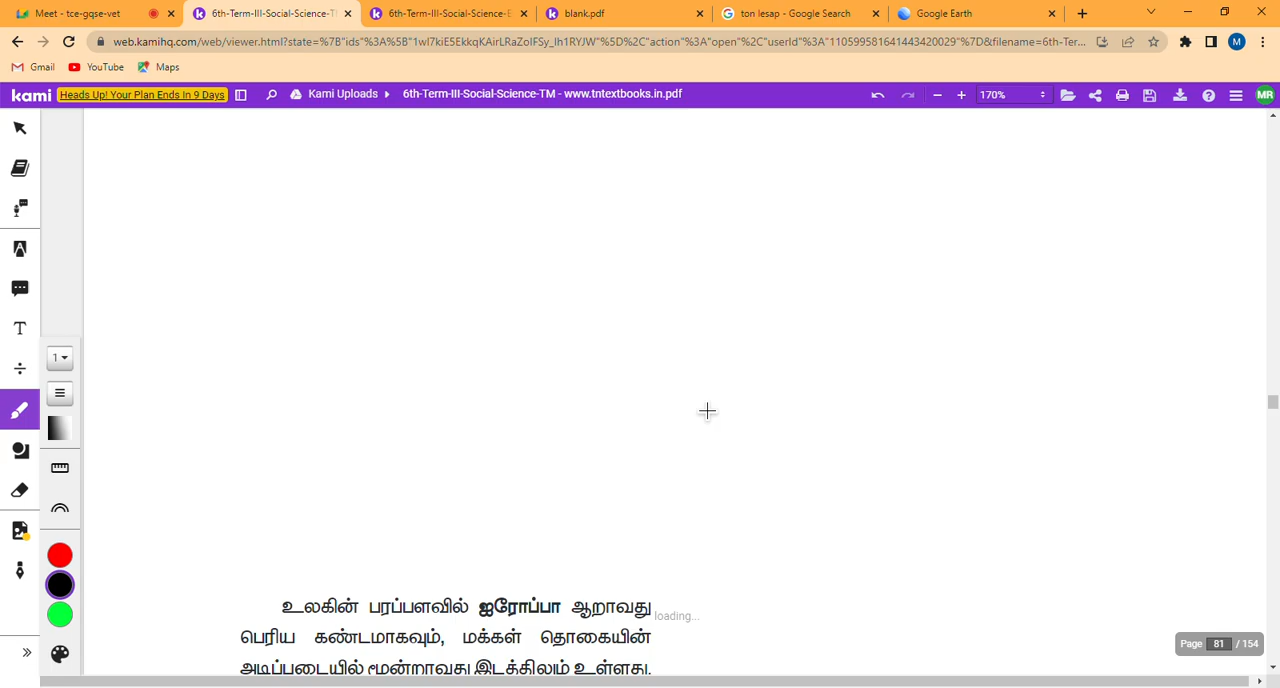 Meet - tce-gqse-vet
6th-Term-III-Social-Science-T
6th-Term-III-Social-Science-E
blank.pdf
ton lesap - Google Search
Google Earth
web.kamihq.com/web/viewer.html?state=%7B"ids"%3A%5B"1wl7kiE5EkkqKAirLRaZolFSy_lh1RYJW"%5D%2C"action"%3A"open"%2C"userId"%3A"110599581641443420029"%7D&filename=6th-Ter...
M
Gmail
YouTube
Maps
kami
Heads Up! Your Plan Ends In 9 Days
Kami Uploads
6th-Term-III-Social-Science-TM - www.tntextbooks.in.pdf
170%
MR
1
உலகின் பரப்பளவில் ஐரோப்பா ஆறாவது
loading...
பெரிய கண்டமாகவும், மக்கள் தொகையின்
அடிப்படையில் மூன்றாவது இடத்திலும் உள்ளது.
Page 81 / 154